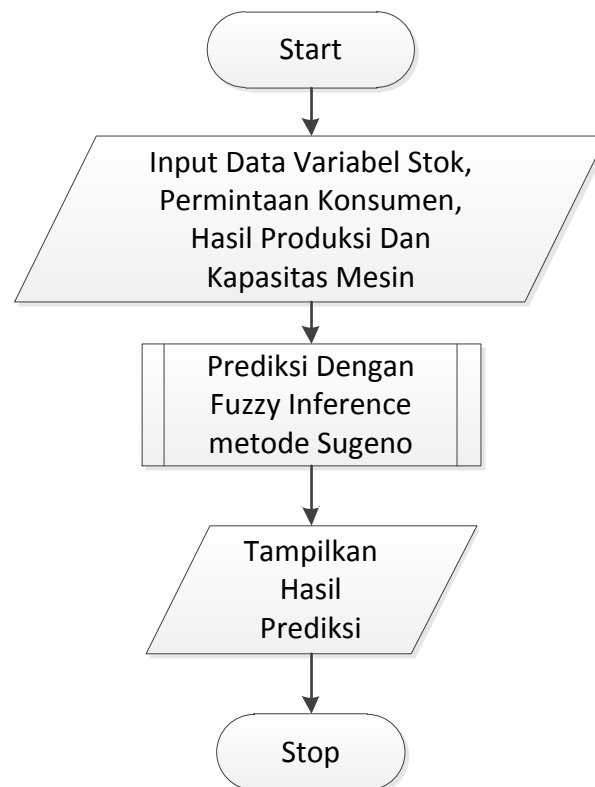 Start
Input Data Variabel Stok,
Permintaan Konsumen,
Hasil Produksi Dan
Kapasitas Mesin
Prediksi Dengan
Fuzzy Inference
metode Sugeno
Tampilkan
Hasil
Prediksi
Stop